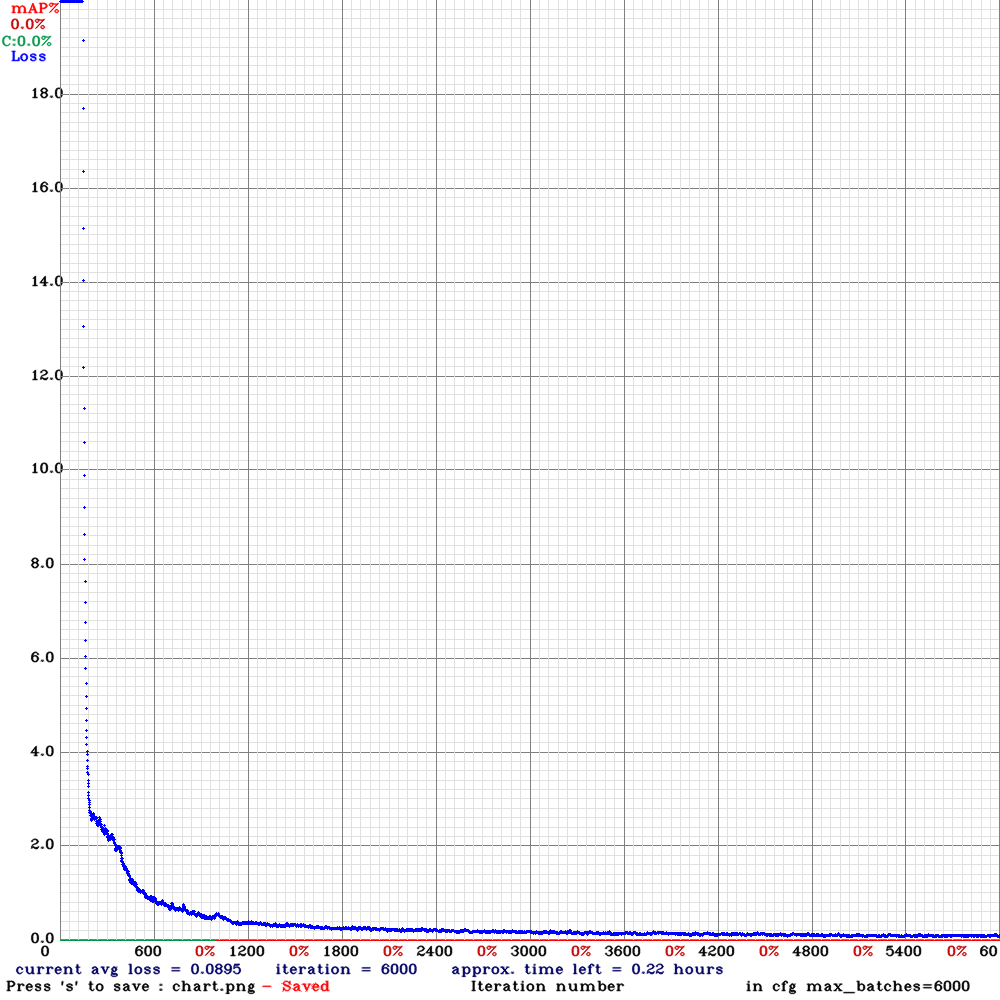 mAP%
0.0%
C:0.0%
Loss
18.0
16.0
14.0
12.0
10.0
8.0
6.0
4.0
2.0
0.0
0 600 0% 1200 0% 1800 0% 2400 0% 3000 0% 3600 0% 4200 0% 4800 0% 5400 0% 60
current avg loss = 0.0895 iteration = 6000 approx. time left = 0.22 hours
Press 's' to save : chart.png - Saved Iteration number in cfg max_batches=6000